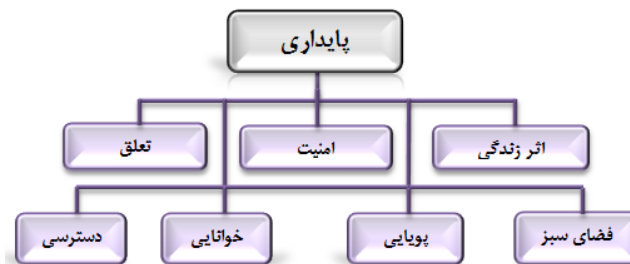 پایداری
اثر زندگی
امنیت
تعلق
فضای سبز
پویایی
خوانایی
دسترسی